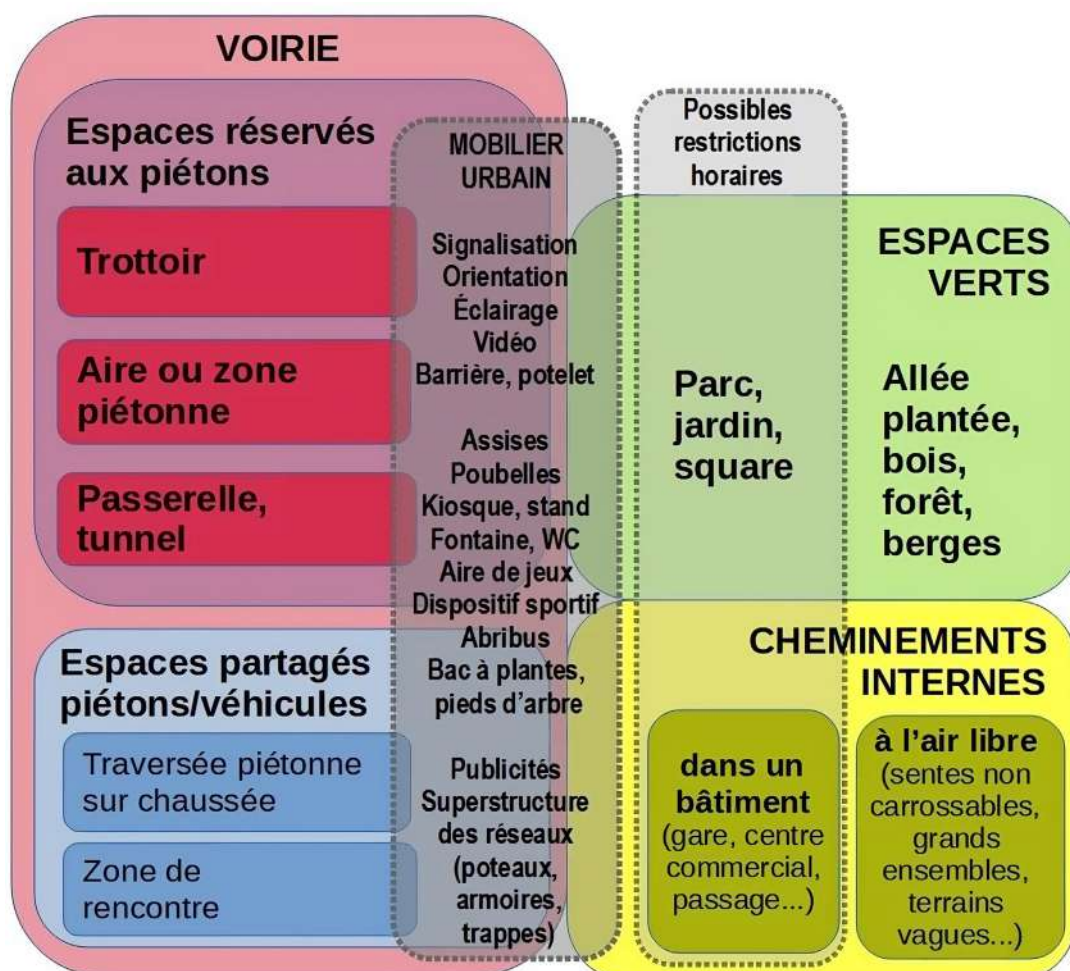 VOIRIE
Espaces réservés
aux piétons
Trottoir
Aire ou zone
piétonne
Passerelle,
tunnel
Espaces partagés
piétons/véhicules
Traversée piétonne
sur chaussée
Zone de
rencontre
MOBILIER
URBAIN
Signalisation
Orientation
Éclairage
Vidéo
Barrière, potelet
Assises
Poubelles
Kiosque, stand
Fontaine, WC
Aire de jeux
Dispositif sportif
Abribus
Bac à plantes,
pieds d’arbre
Publicités
Superstructure
des réseaux
(poteaux,
armoires,
trappes)
Possibles
restrictions
horaires
ESPACES
VERTS
Parc,
jardin,
square
Allée
plantée,
bois,
forêt,
berges
CHEMINEMENTS
INTERNES
dans un
bâtiment
(gare, centre
commercial,
passage...)
à l’air libre
(sentes non
carrossables,
grands
ensembles,
terrains
vagues...)